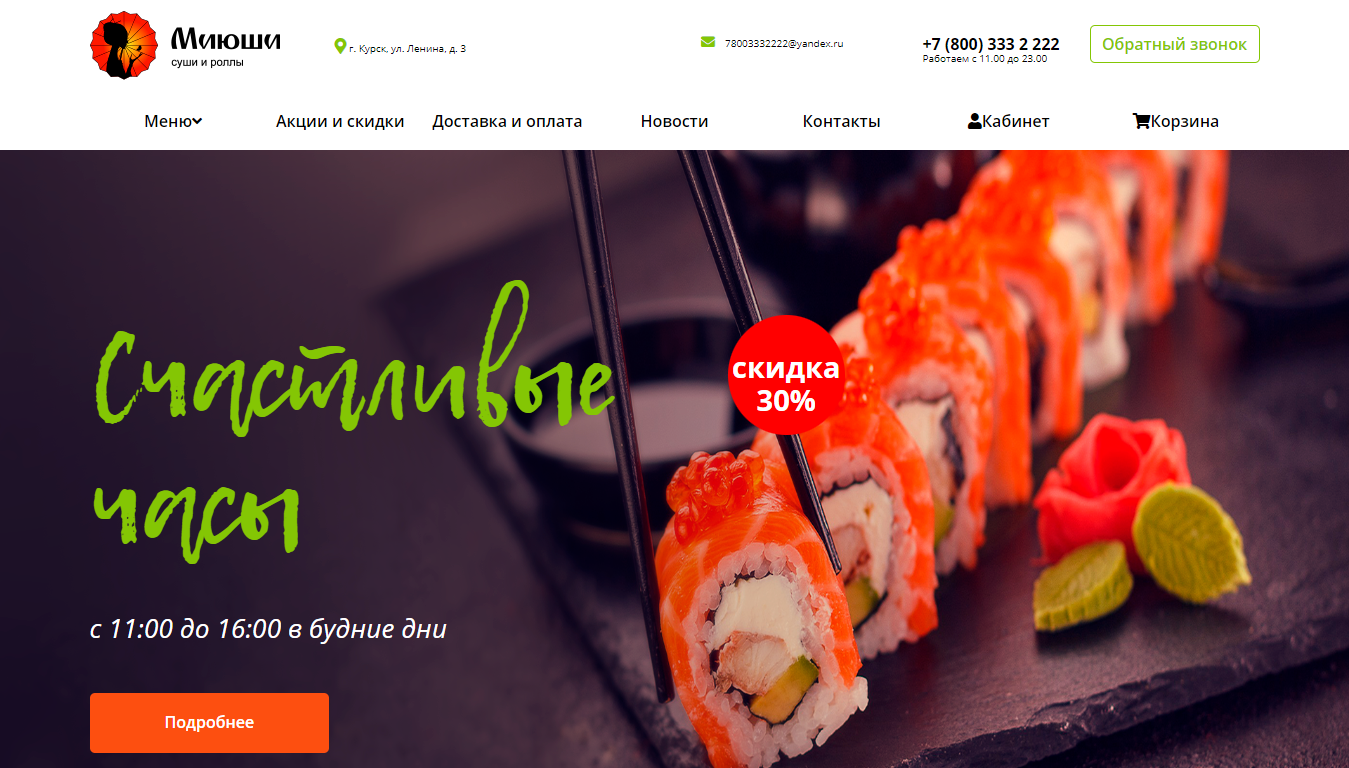 Миюши
суши и роллы
г. Курск, ул. Ленина, д. 3
78003332222@yandex.ru
+7 (800) 333 2 222
Работаем с 11.00 до 23.00
Обратный звонок
Меню
Акции и скидки
Доставка и оплата
Новости
Контакты
Кабинет
Корзина
Счастливые
часы
скидка
30%
с 11:00 до 16:00 в будние дни
Подробнее